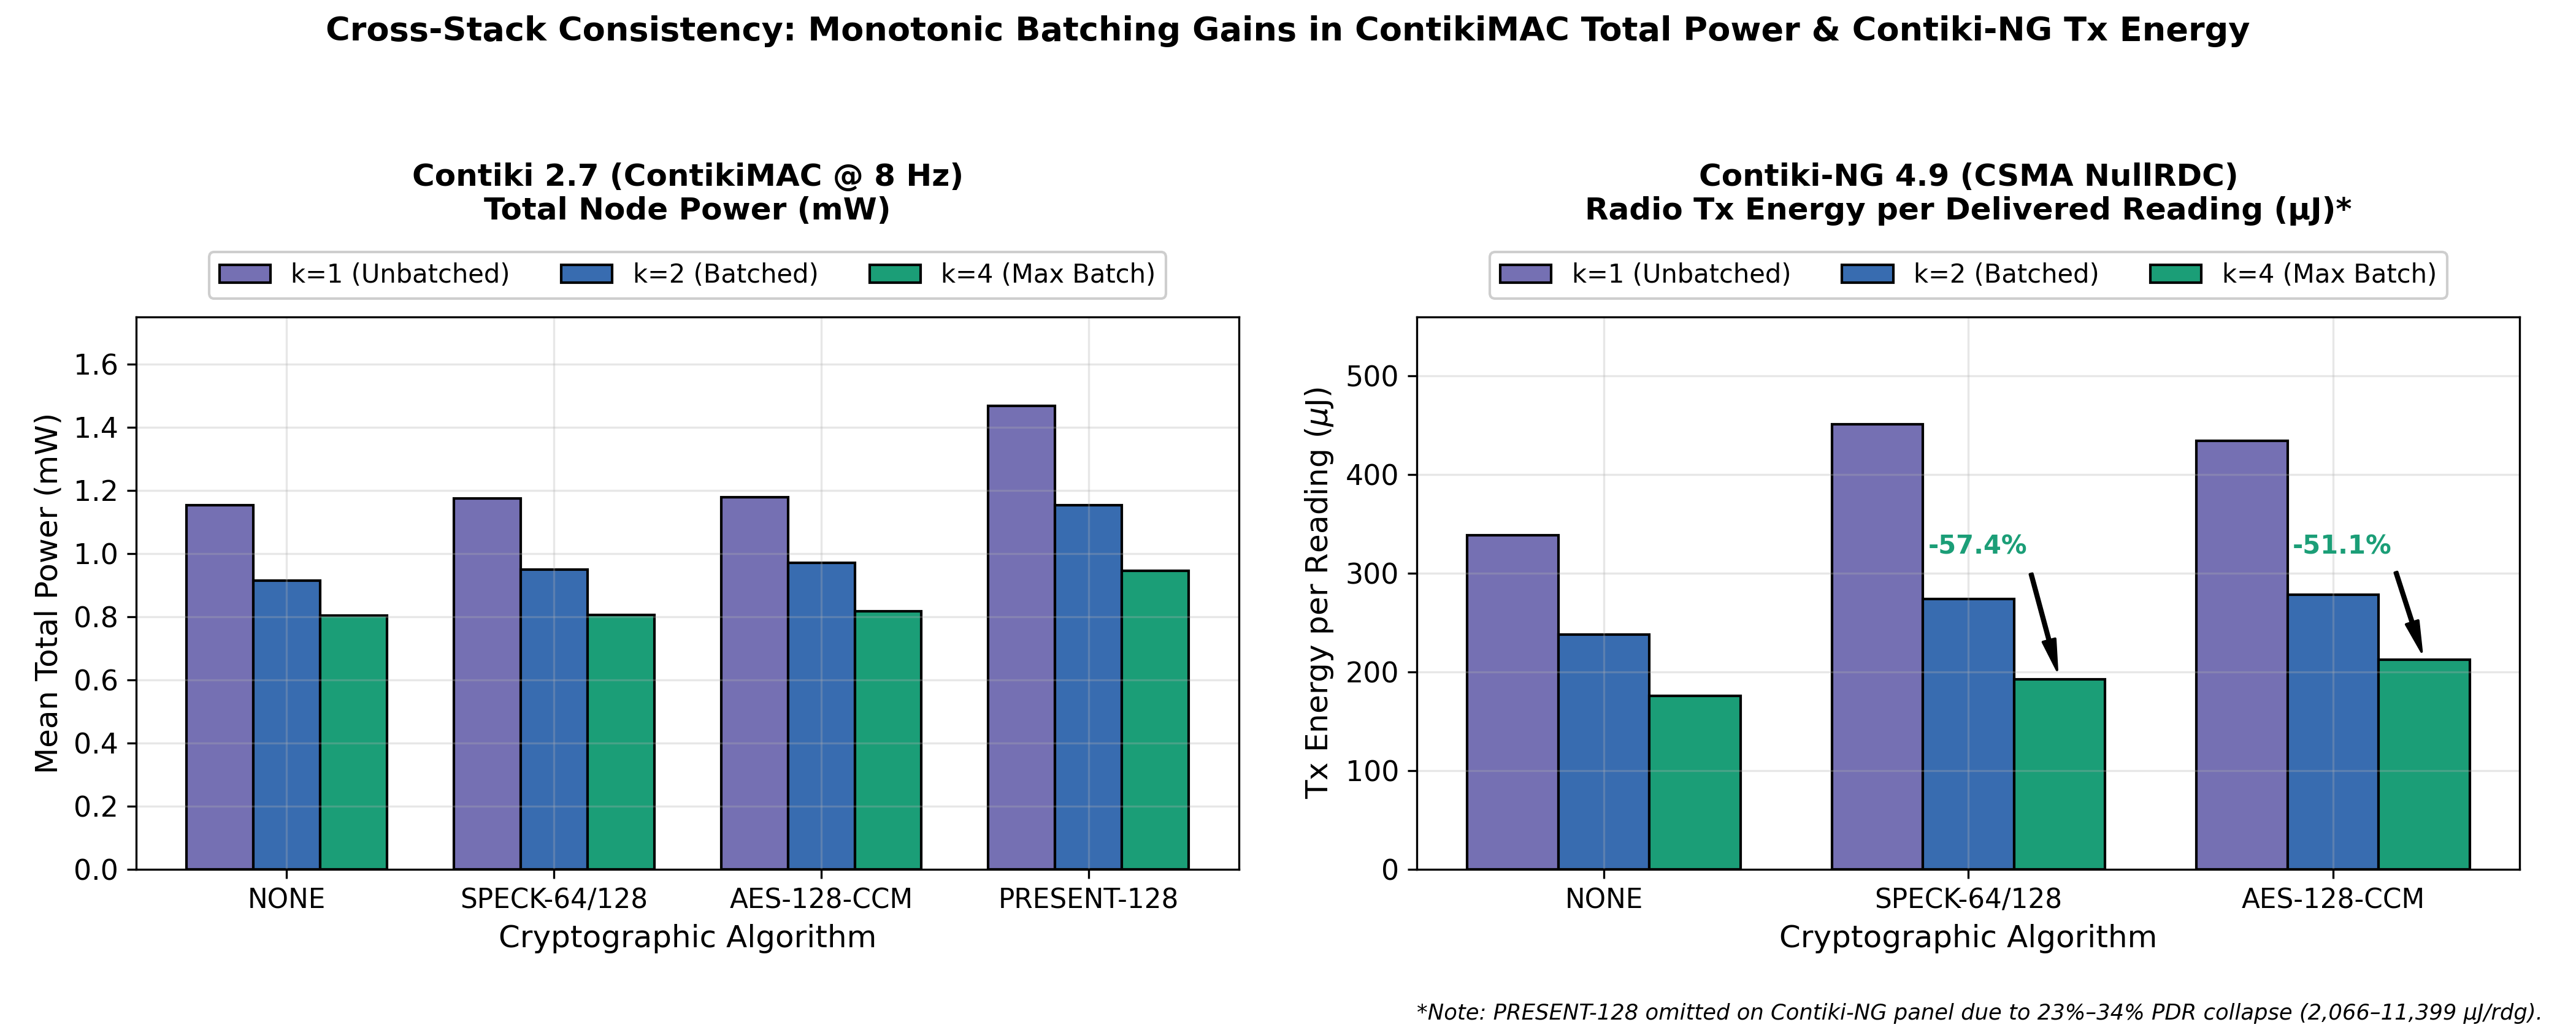 Cross-Stack Consistency: Monotonic Batching Gains in ContikiMAC Total Power & Contiki-NG Tx Energy
Contiki 2.7 (ContikiMAC @ 8 Hz)
Total Node Power (mW)
k=1 (Unbatched) k=2 (Batched) k=4 (Max Batch)
Mean Total Power (mW)
1.6
1.4
1.2
1.0
0.8
0.6
0.4
0.2
0.0
NONE SPECK-64/128 AES-128-CCM PRESENT-128
Cryptographic Algorithm
Contiki-NG 4.9 (CSMA NullRDC)
Radio Tx Energy per Delivered Reading (µJ)*
k=1 (Unbatched) k=2 (Batched) k=4 (Max Batch)
Tx Energy per Reading (µJ)
500
400
300
200
100
0
-57.4% -51.1%
NONE SPECK-64/128 AES-128-CCM
Cryptographic Algorithm
*Note: PRESENT-128 omitted on Contiki-NG panel due to 23%–34% PDR collapse (2,066–11,399 µJ/rdg).